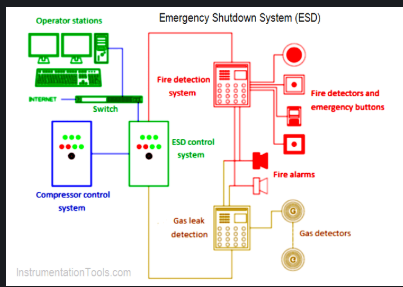 Operator stations
Emergency Shutdown System (ESD)
INTERNET
Switch
Fire detection
system
Fire detectors and
emergency buttons
ESD control
system
Compressor control
system
Fire alarms
Gas leak
detection
Gas detectors
InstrumentationTools.com